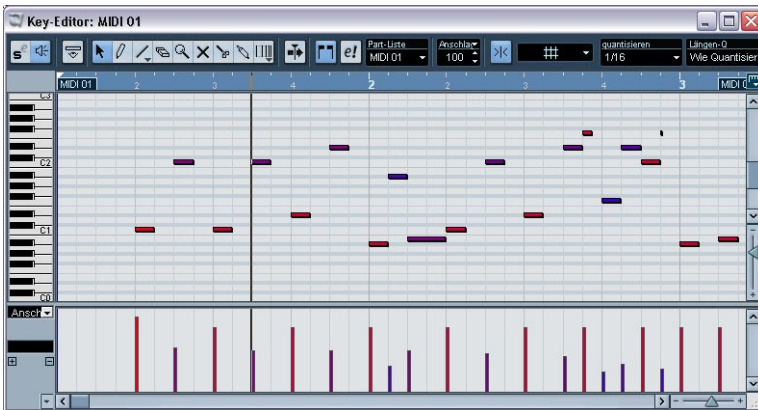 Key-Editor: MIDI 01
Part-Liste Anschlag quantisieren Längen-Q
MIDI 01 100 1/16 Wie Quantisier
MIDI 01 2 3 4 2 2 3 4 3 MIDI 0
C3
C2
C1
C0
Ansch